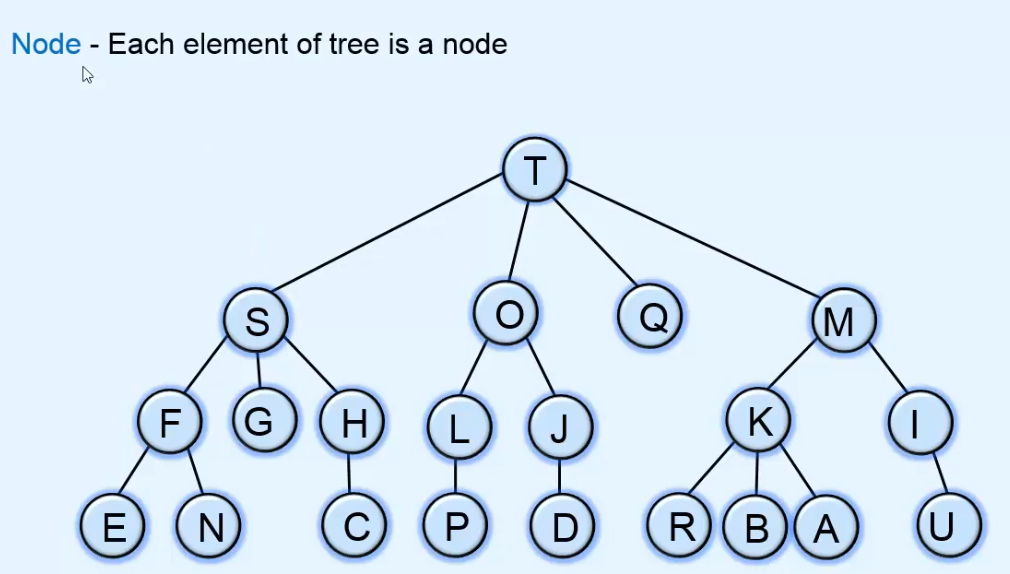 Node - Each element of tree is a node
T
S O Q M
F G H L J K I
E N C P D R B A U